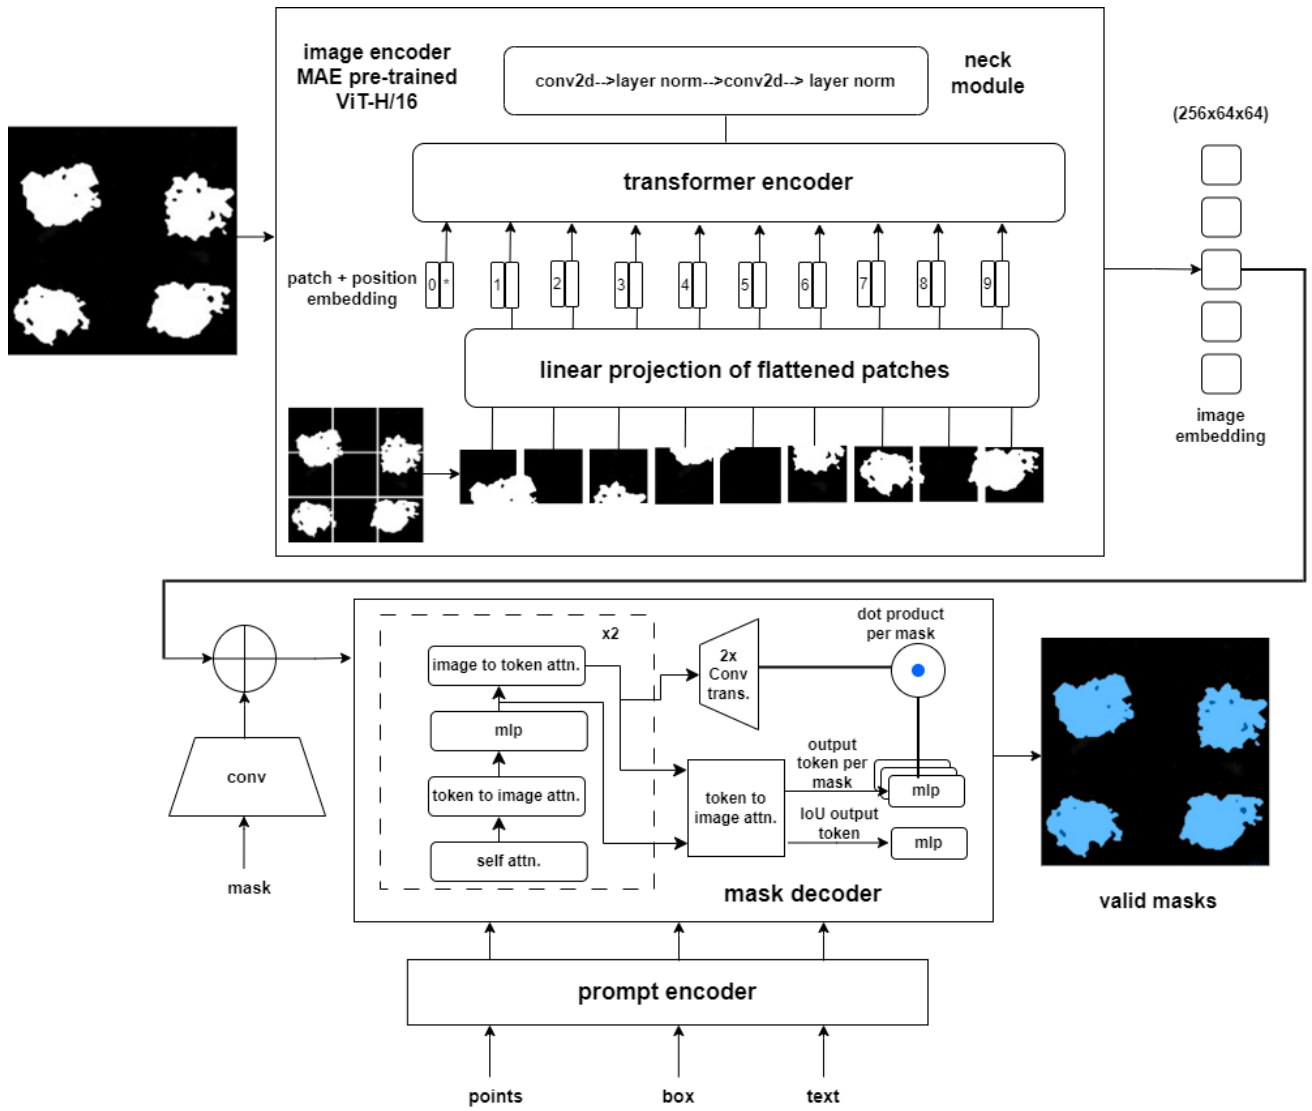 image encoder
MAE pre-trained
ViT-H/16
conv2d-->layer norm-->conv2d--> layer norm
neck
module
(256x64x64)
transformer encoder
patch + position
embedding
0 * 1 2 3 4 5 6 7 8 9
linear projection of flattened patches
image
embedding
x2
image to token attn.
mlp
token to image attn.
self attn.
2x
Conv
trans.
dot product
per mask
output
token per
mask
mlp
token to
image attn.
IoU output
token
mlp
mask decoder
conv
mask
valid masks
prompt encoder
points
box
text